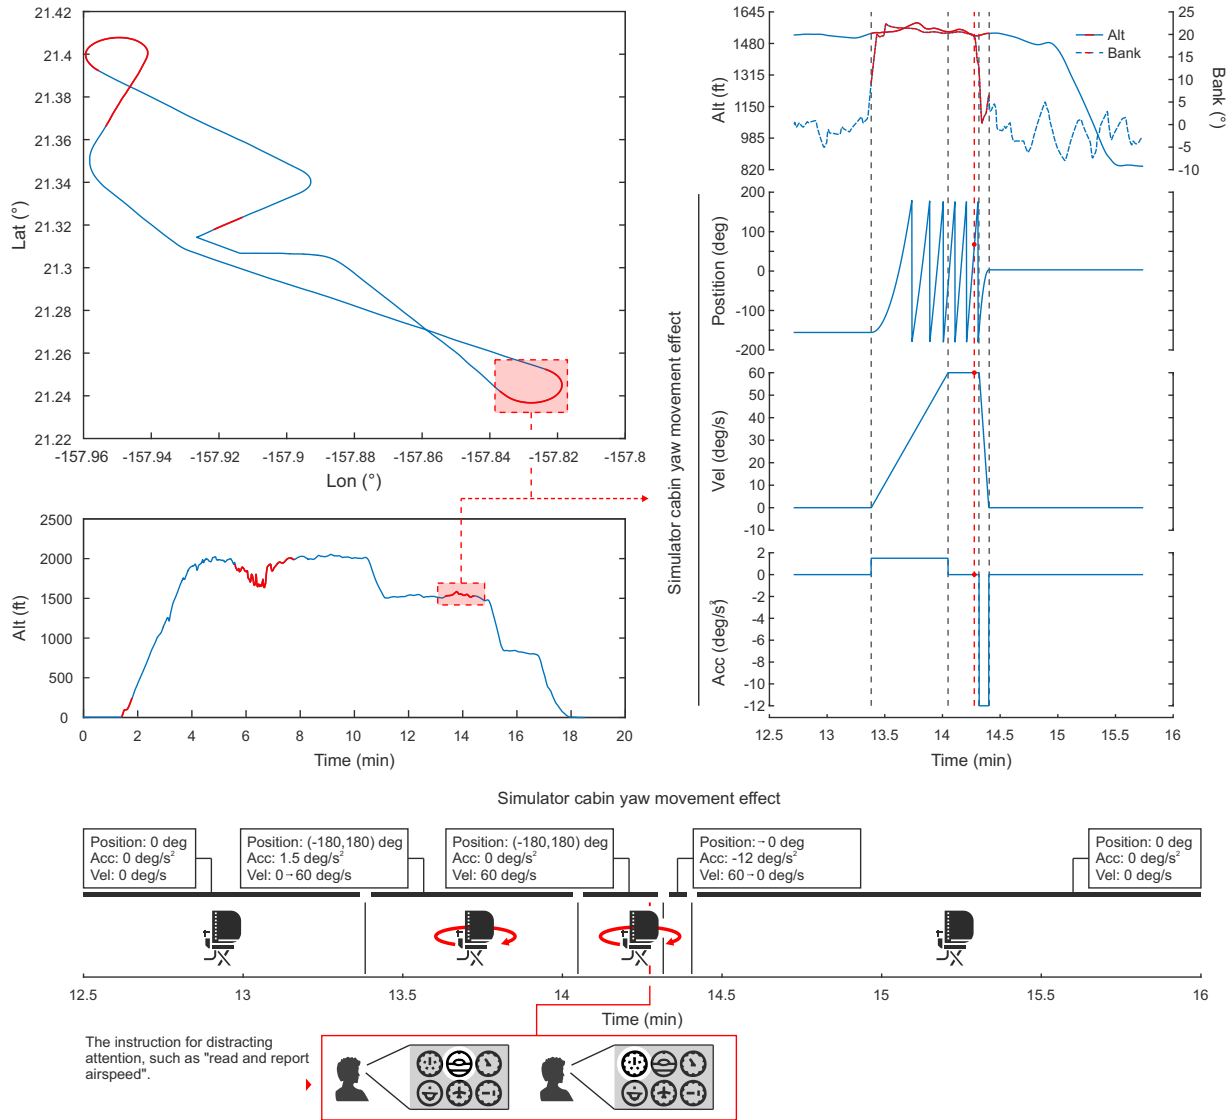 21.42
21.4
21.38
21.36
21.34
21.32
21.3
21.28
21.26
21.24
21.22
Lat (°)
-157.96
-157.94
-157.92
-157.9
-157.88
-157.86
-157.84
-157.82
-157.8
Lon (°)
2500
2000
1500
1000
500
0
Alt (ft)
0
2
4
6
8
10
12
14
16
18
20
Time (min)
1645
1480
1315
1150
985
820
Alt (ft)
25
20
15
10
5
0
-5
-10
Bank (°)
Alt
Bank
Simulator cabin yaw movement effect
200
100
0
-100
-200
Postition (deg)
60
50
40
30
20
10
0
-10
Vel (deg/s)
2
0
-2
-4
-6
-8
-10
-12
Acc (deg/s²)
12.5
13
13.5
14
14.5
15
15.5
16
Time (min)
Simulator cabin yaw movement effect
Position: 0 deg
Acc: 0 deg/s²
Vel: 0 deg/s
Position: (-180,180) deg
Acc: 1.5 deg/s²
Vel: 0→60 deg/s
Position: (-180,180) deg
Acc: 0 deg/s²
Vel: 60 deg/s
Position:→0 deg
Acc: -12 deg/s²
Vel: 60→0 deg/s
Position: 0 deg
Acc: 0 deg/s²
Vel: 0 deg/s
12.5
13
13.5
14
14.5
15
15.5
16
Time (min)
The instruction for distracting
attention, such as "read and report
airspeed".